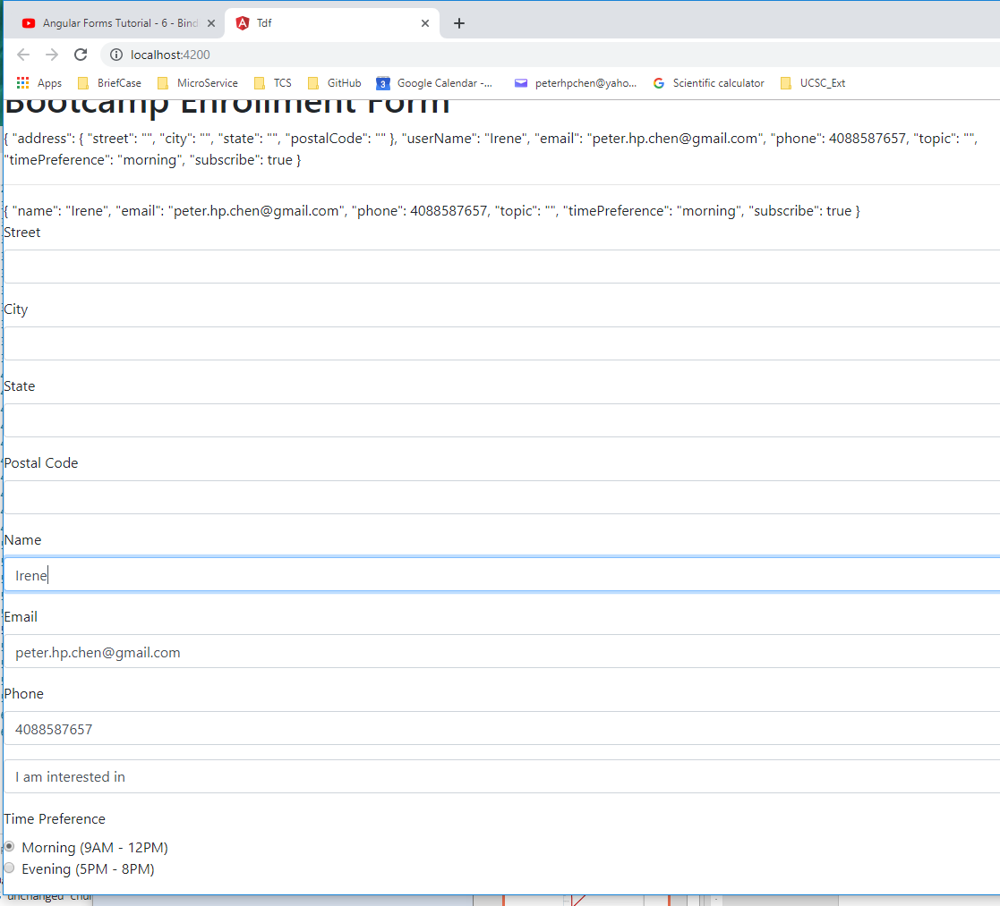 Angular Forms Tutorial - 6 - Bind
Tdf
localhost:4200
Apps
BriefCase
MicroService
TCS
GitHub
3
Google Calendar -...
peterhpchen@yaho...
Scientific calculator
UCSC_Ext
Bootcamp Enrollment Form
{ "address": { "street": "", "city": "", "state": "", "postalCode": "" }, "userName": "Irene", "email": "peter.hp.chen@gmail.com", "phone": 4088587657, "topic": "",
"timePreference": "morning", "subscribe": true }
{ "name": "Irene", "email": "peter.hp.chen@gmail.com", "phone": 4088587657, "topic": "", "timePreference": "morning", "subscribe": true }
Street
City
State
Postal Code
Name
Irene
Email
peter.hp.chen@gmail.com
Phone
4088587657
I am interested in
Time Preference
Morning (9AM - 12PM)
Evening (5PM - 8PM)
unchanged